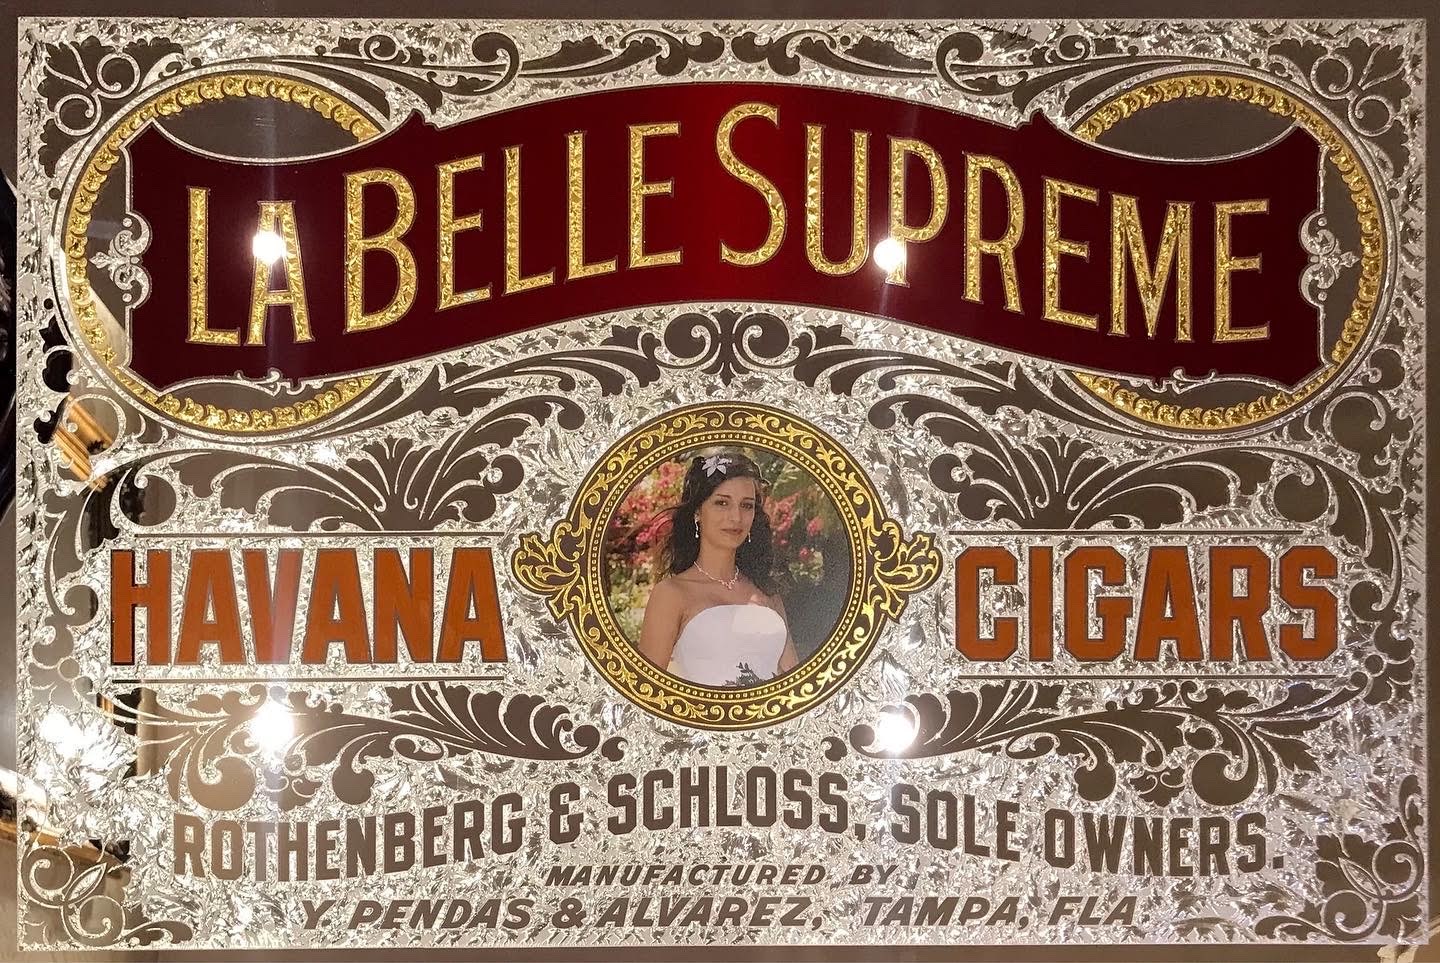 LA BELLE SUPREME
HAVANA CIGARS
ROTHENBERG & SCHLOSS, SOLE OWNERS.
MANUFACTURED BY
Y PENDAS & ALVAREZ, TAMPA, FLA